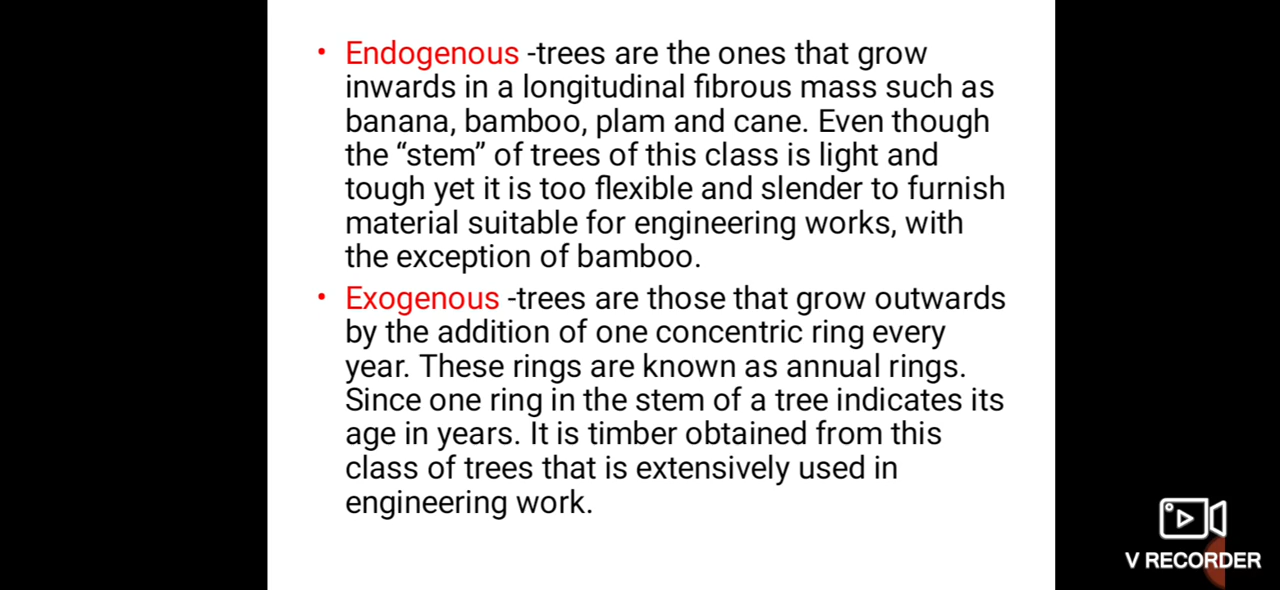 • Endogenous -trees are the ones that grow
inwards in a longitudinal fibrous mass such as
banana, bamboo, plam and cane. Even though
the “stem” of trees of this class is light and
tough yet it is too flexible and slender to furnish
material suitable for engineering works, with
the exception of bamboo.
• Exogenous -trees are those that grow outwards
by the addition of one concentric ring every
year. These rings are known as annual rings.
Since one ring in the stem of a tree indicates its
age in years. It is timber obtained from this
class of trees that is extensively used in
engineering work.
V RECORDER